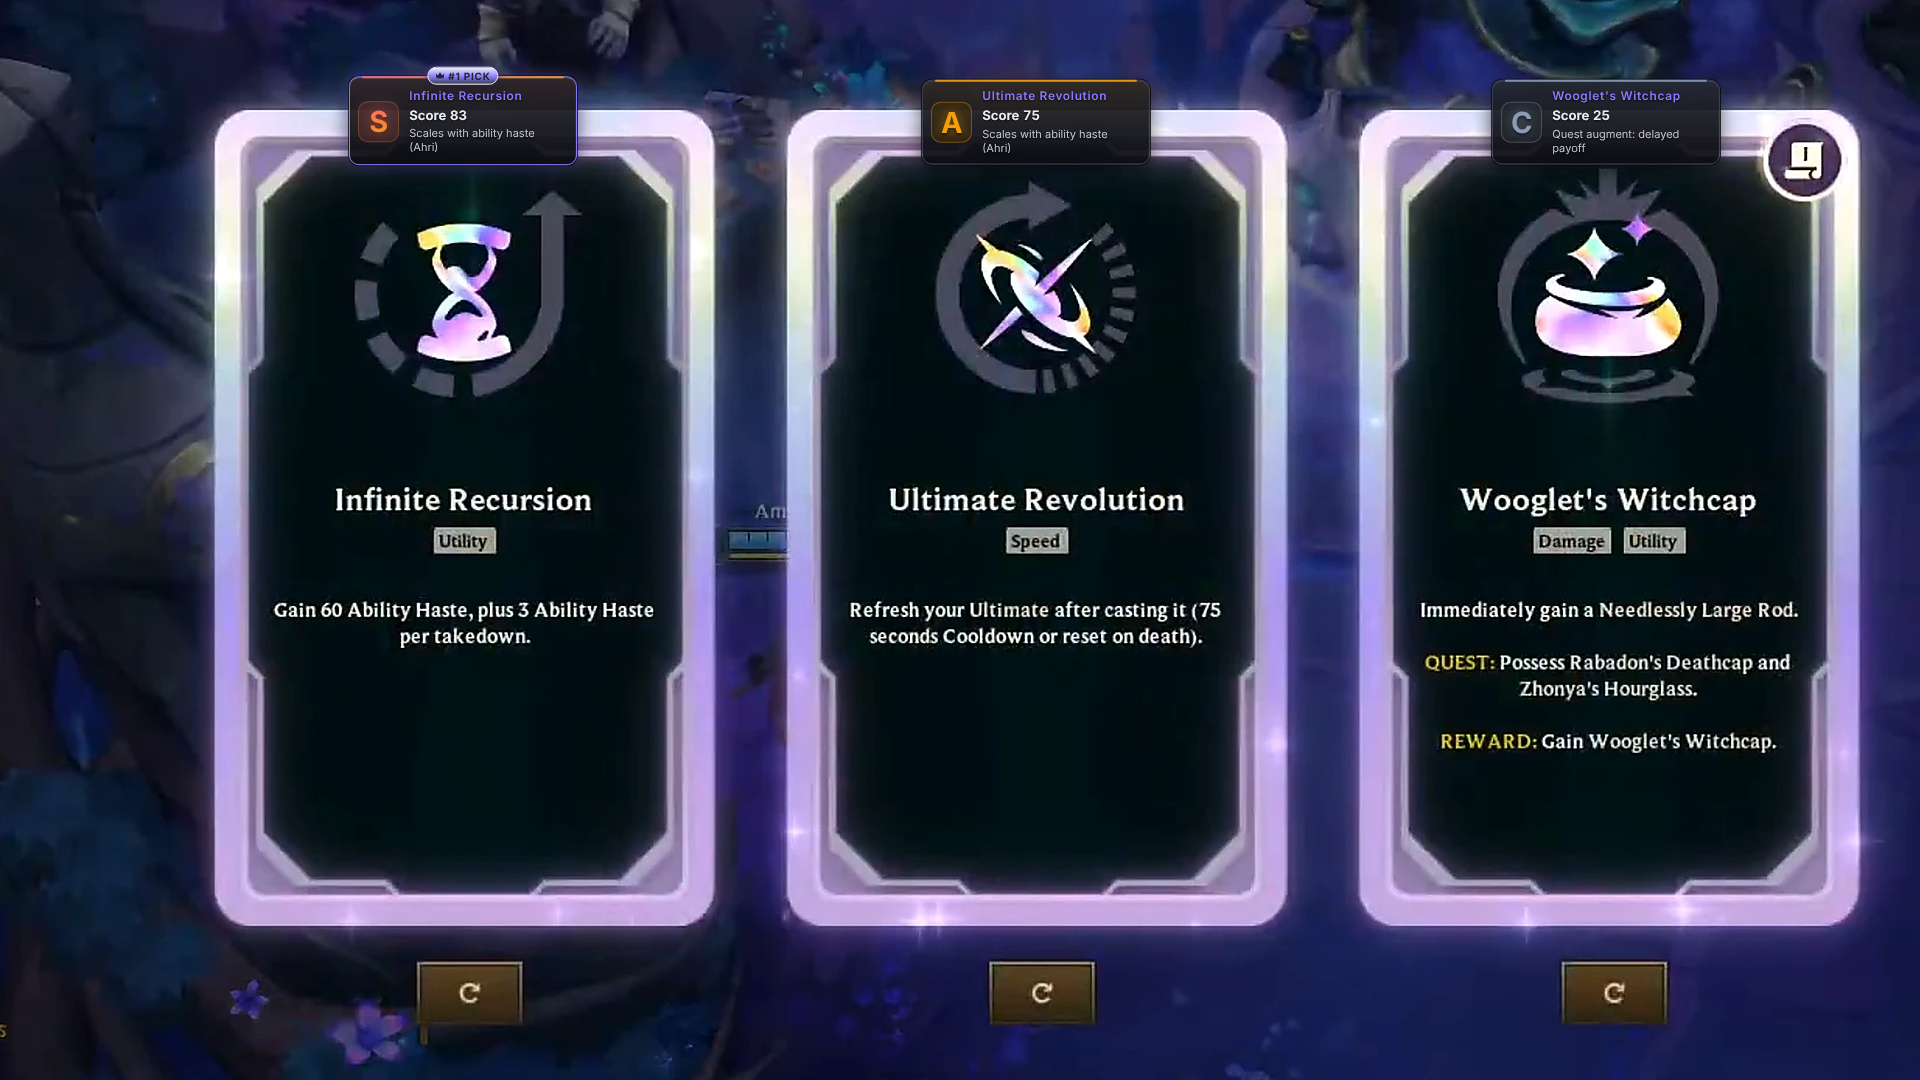 #1 PICK
S
Infinite Recursion
Score 83
Scales with ability haste
(Ahri)
Infinite Recursion
Utility
Gain 60 Ability Haste, plus 3 Ability Haste
per takedown.
A
Ultimate Revolution
Score 75
Scales with ability haste
(Ahri)
Ultimate Revolution
Speed
Refresh your Ultimate after casting it (75
seconds Cooldown or reset on death).
C
Wooglet's Witchcap
Score 25
Quest augment: delayed
payoff
Wooglet's Witchcap
Damage Utility
Immediately gain a Needlessly Large Rod.
QUEST: Possess Rabadon's Deathcap and
Zhonya's Hourglass.
REWARD: Gain Wooglet's Witchcap.